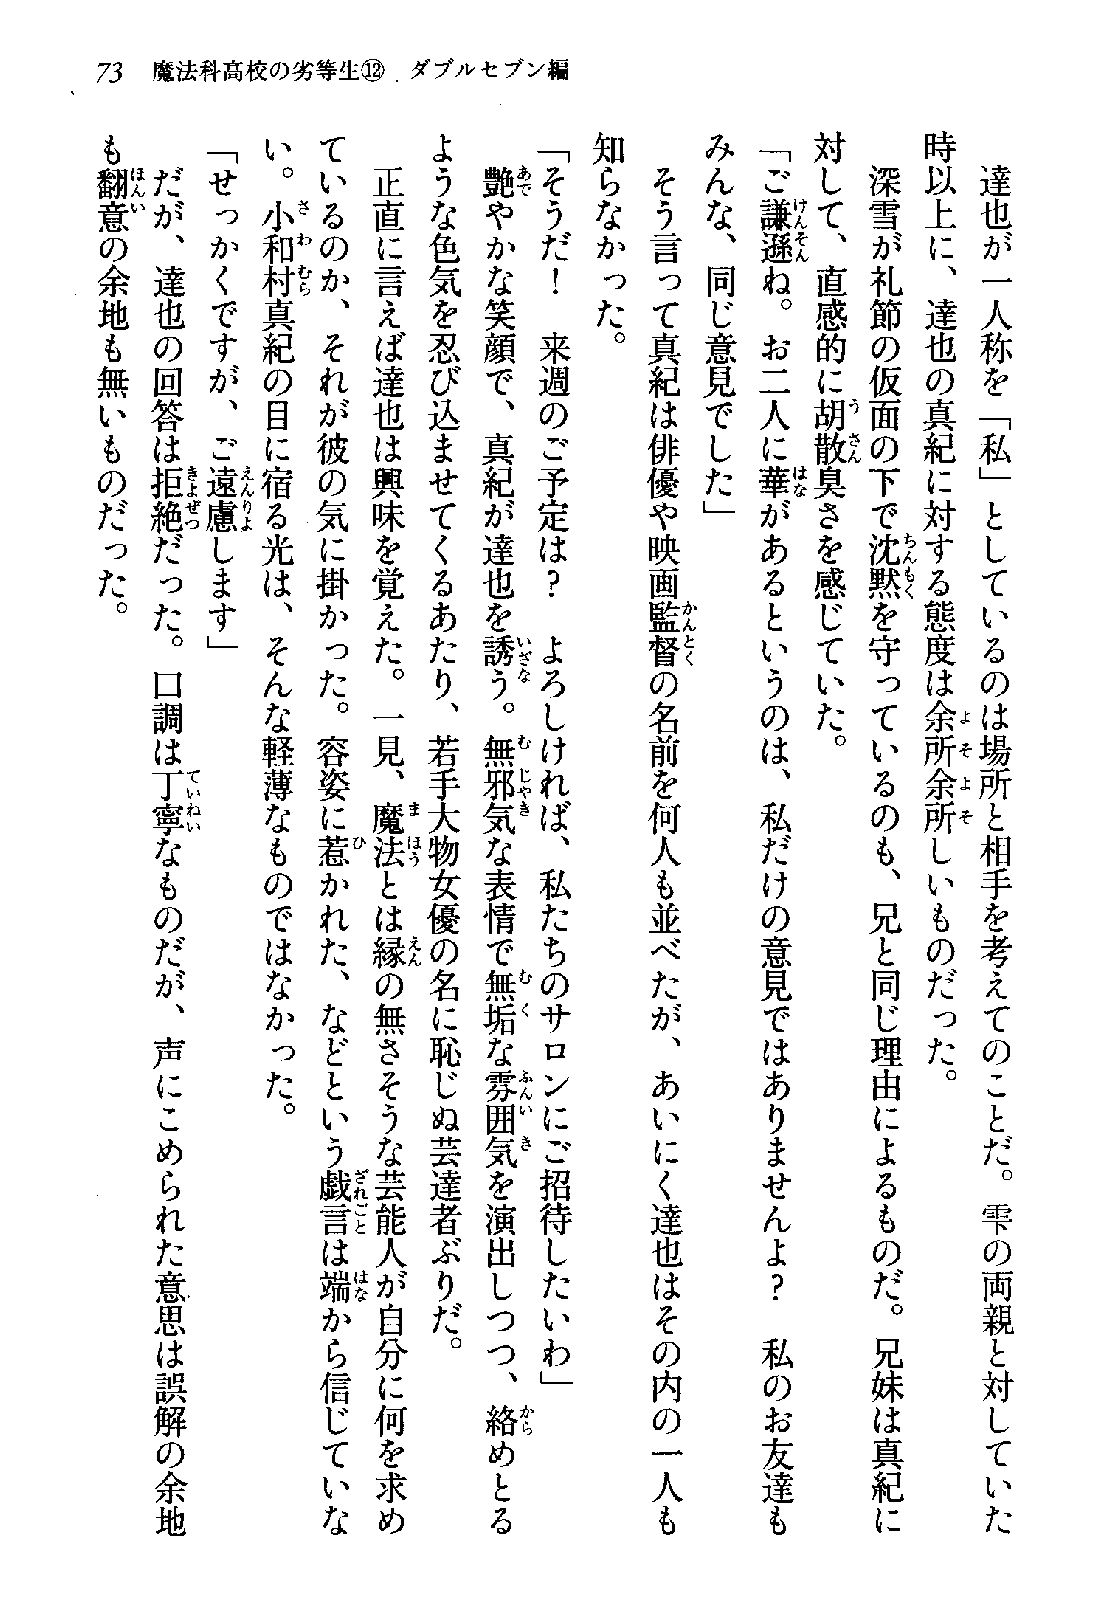 73 魔法科高校の劣等生⑫ ダブルセブン編
　達也が一人称を「私」としているのは場所と相手を考えてのことだ。雫の両親と対していた
時以上に、達也の真紀に対する態度は余所余所しいものだった。
　深雪が礼節の仮面の下で沈黙を守っているのも、兄と同じ理由によるものだ。兄妹は真紀に
対して、直感的に胡散臭さを感じていた。
「ご謙遜ね。お二人に華があるというのは、私だけの意見ではありませんよ？　私のお友達も
みんな、同じ意見でした」
　そう言って真紀は俳優や映画監督の名前を何人も並べたが、あいにく達也はその内の一人も
知らなかった。
「そうだ！　来週のご予定は？　よろしければ、私たちのサロンにご招待したいわ」
　艶やかな笑顔で、真紀が達也を誘う。無邪気な表情で無垢な雰囲気を演出しつつ、絡めとる
ような色気を忍び込ませてくるあたり、若手大物女優の名に恥じぬ芸達者ぶりだ。
　正直に言えば達也は興味を覚えた。一見、魔法とは縁の無さそうな芸能人が自分に何を求め
ているのか、それが彼の気に掛かった。容姿に惹かれた、などという戯言は端から信じていな
い。小和村真紀の目に宿る光は、そんな軽薄なものではなかった。
「せっかくですが、ご遠慮します」
　だが、達也の回答は拒絶だった。口調は丁寧なものだが、声にこめられた意思は誤解の余地
も翻意の余地も無いものだった。